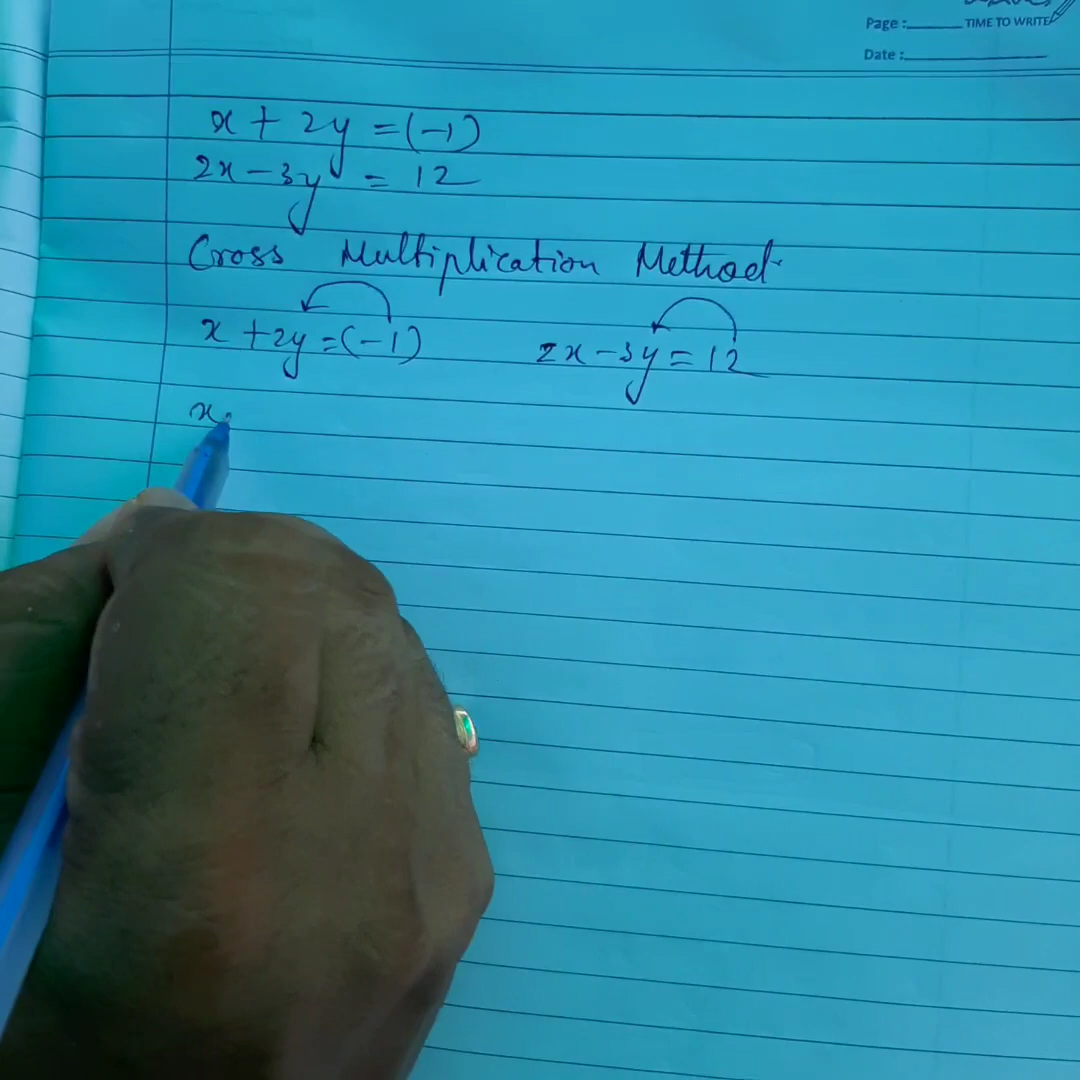 Page : TIME TO WRITE
Date :
x + 2y = (-1)
2x - 3y = 12
Cross Multiplication Method.
x + 2y = (-1) 2x - 3y = 12
x